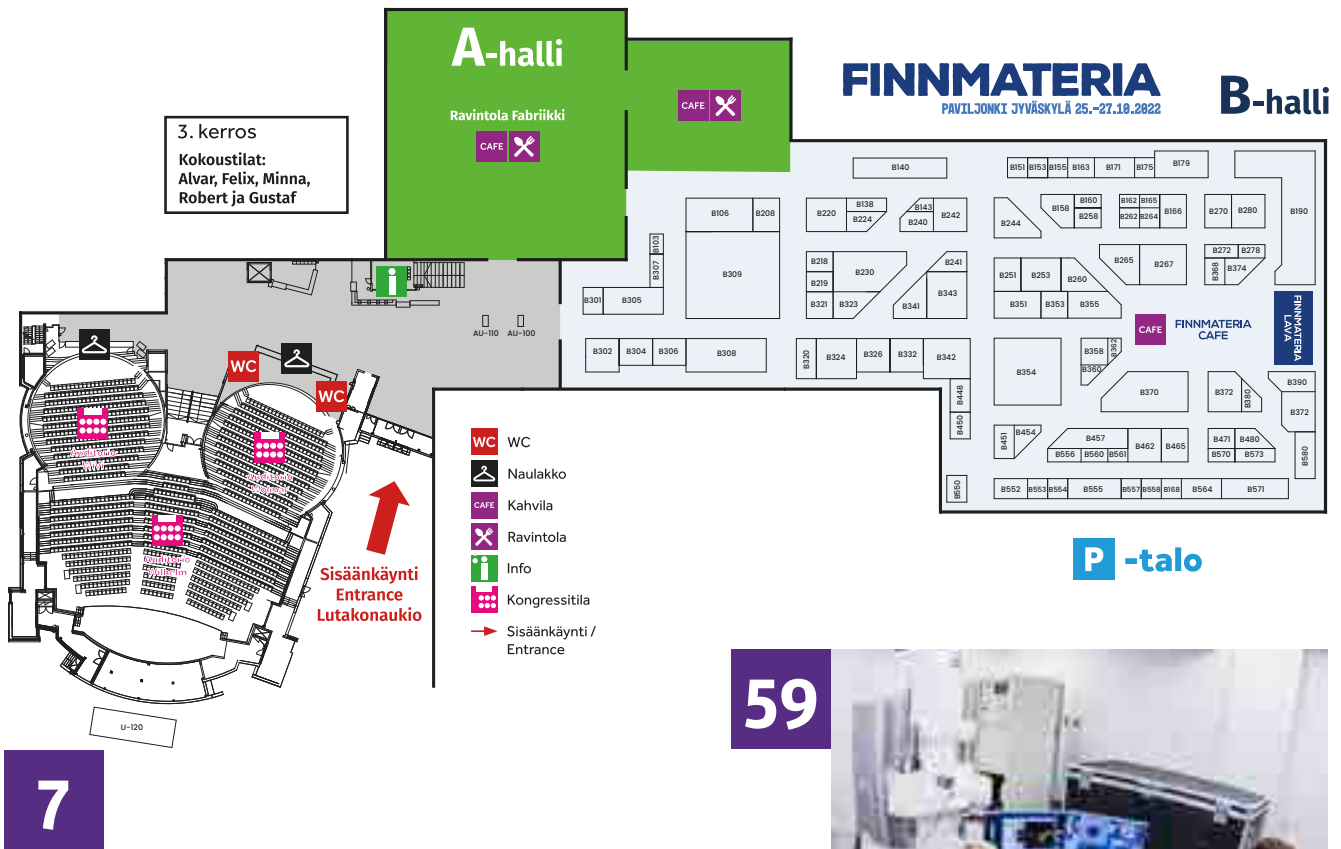 A-halli
Ravintola Fabriikki
CAFE
CAFE
FINNMATERIA
PAVILJONKI JYVÄSKYLÄ 25.-27.10.2022
B-halli
3. kerros
Kokoustilat:
Alvar, Felix, Minna,
Robert ja Gustaf
B140
B151 B153 B155 B163 B171 B175 B179
B106 B208 B220 B138 B224 B143 B240 B242 B244 B158 B160 B258 B162 B165 B262 B264 B166 B270 B280 B190
B103 B307 B309 B218 B219 B230 B241 B321 B323 B341 B343 B251 B253 B260 B265 B267 B272 B278 B368 B374
B301 B305 B351 B353 B355
AU-110 AU-100
CAFE
FINNMATERIA
CAFE
FINNMATERIA
LAVA
B302 B304 B306 B308 B320 B324 B326 B332 B342 B354 B358 B362 B360
B448 B450 B370 B372 B380 B390 B372
B451 B454 B457 B462 B465 B471 B480 B580
B556 B560 B561 B570 B573
B550 B552 B553 B554 B555 B557 B558 B168 B564 B571
WC
WC
Auditorio
Auditorio
Auditorio
Wilhelm
Sisäänkäynti
Entrance
Lutakonaukio
WC WC
Naulakko
CAFE Kahvila
Ravintola
i Info
Kongressitila
Sisäänkäynti /
Entrance
P -talo
U-120
7
59